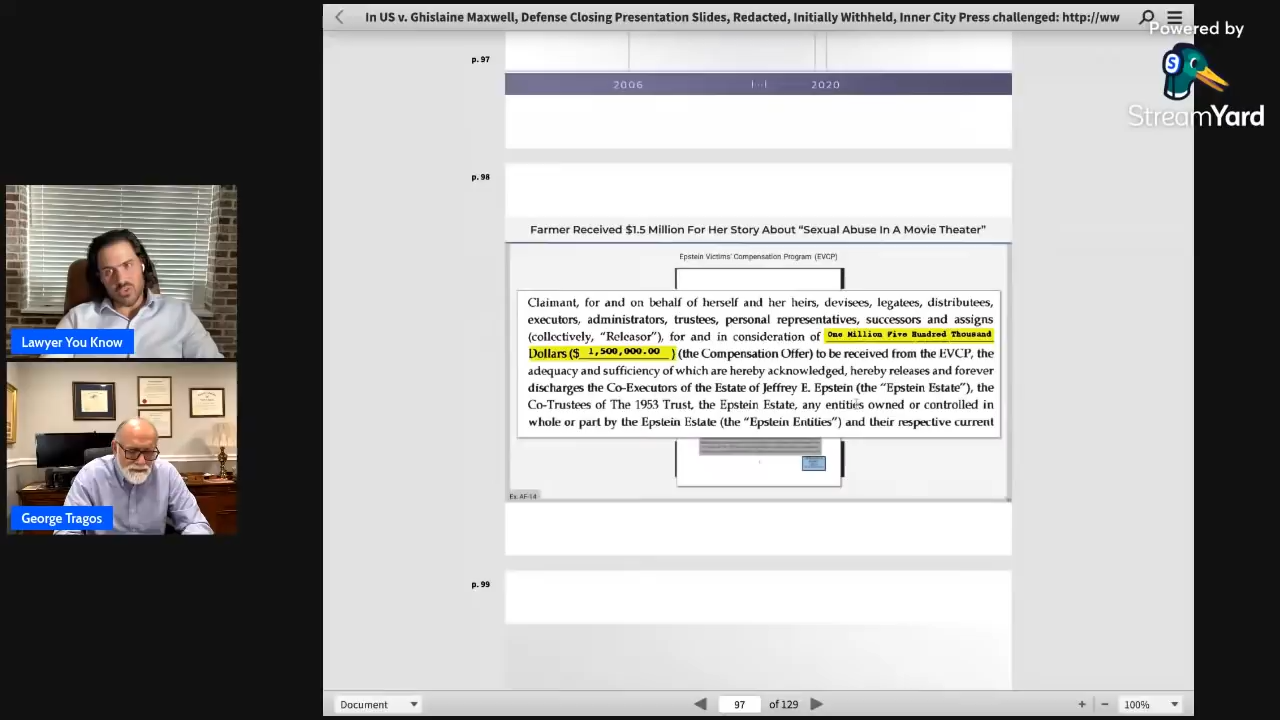 In US v. Ghislaine Maxwell, Defense Closing Presentation Slides, Redacted, Initially Withheld, Inner City Press challenged: http://ww
Powered by
StreamYard
p. 97
2006
2020
p. 98
Farmer Received $1.5 Million For Her Story About “Sexual Abuse In A Movie Theater”
Epstein Victims' Compensation Program (EVCP)
Claimant, for and on behalf of herself and her heirs, devisees, legatees, distributees,
executors, administrators, trustees, personal representatives, successors and assigns
(collectively, “Releasor”), for and in consideration of One Million Five Hundred Thousand
Dollars ($ 1,500,000.00 ) (the Compensation Offer) to be received from the EVCP, the
adequacy and sufficiency of which are hereby acknowledged, hereby releases and forever
discharges the Co-Executors of the Estate of Jeffrey E. Epstein (the “Epstein Estate”), the
Co-Trustees of The 1953 Trust, the Epstein Estate, any entities owned or controlled in
whole or part by the Epstein Estate (the “Epstein Entities”) and their respective current
Ex. AF-14
Lawyer You Know
George Tragos
p. 99
Document
97 of 129
100%